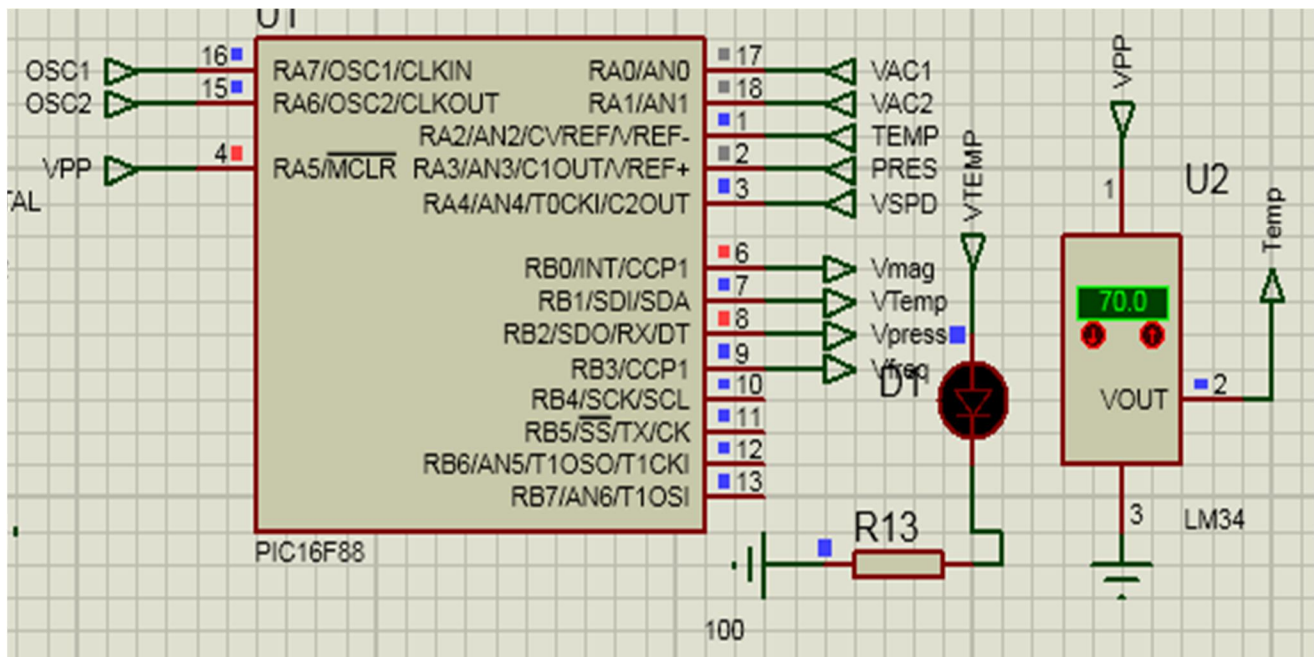 U1
OSC1
OSC2
VPP
TAL
16
15
4
RA7/OSC1/CLKIN
RA6/OSC2/CLKOUT
RA5/MCLR
RA0/AN0
RA1/AN1
RA2/AN2/CVREF/VREF-
RA3/AN3/C1OUT/VREF+
RA4/AN4/T0CKI/C2OUT
RB0/INT/CCP1
RB1/SDI/SDA
RB2/SDO/RX/DT
RB3/CCP1
RB4/SCK/SCL
RB5/SS/TX/CK
RB6/AN5/T1OSO/T1CKI
RB7/AN6/T1OSI
17
18
1
2
3
6
7
8
9
10
11
12
13
VAC1
VAC2
TEMP
PRES
VSPD
Vmag
VTemp
Vpress
Vfreq
PIC16F88
VTEMP
D1
R13
100
VPP
1
U2
70.0
VOUT
2
Temp
3
LM34